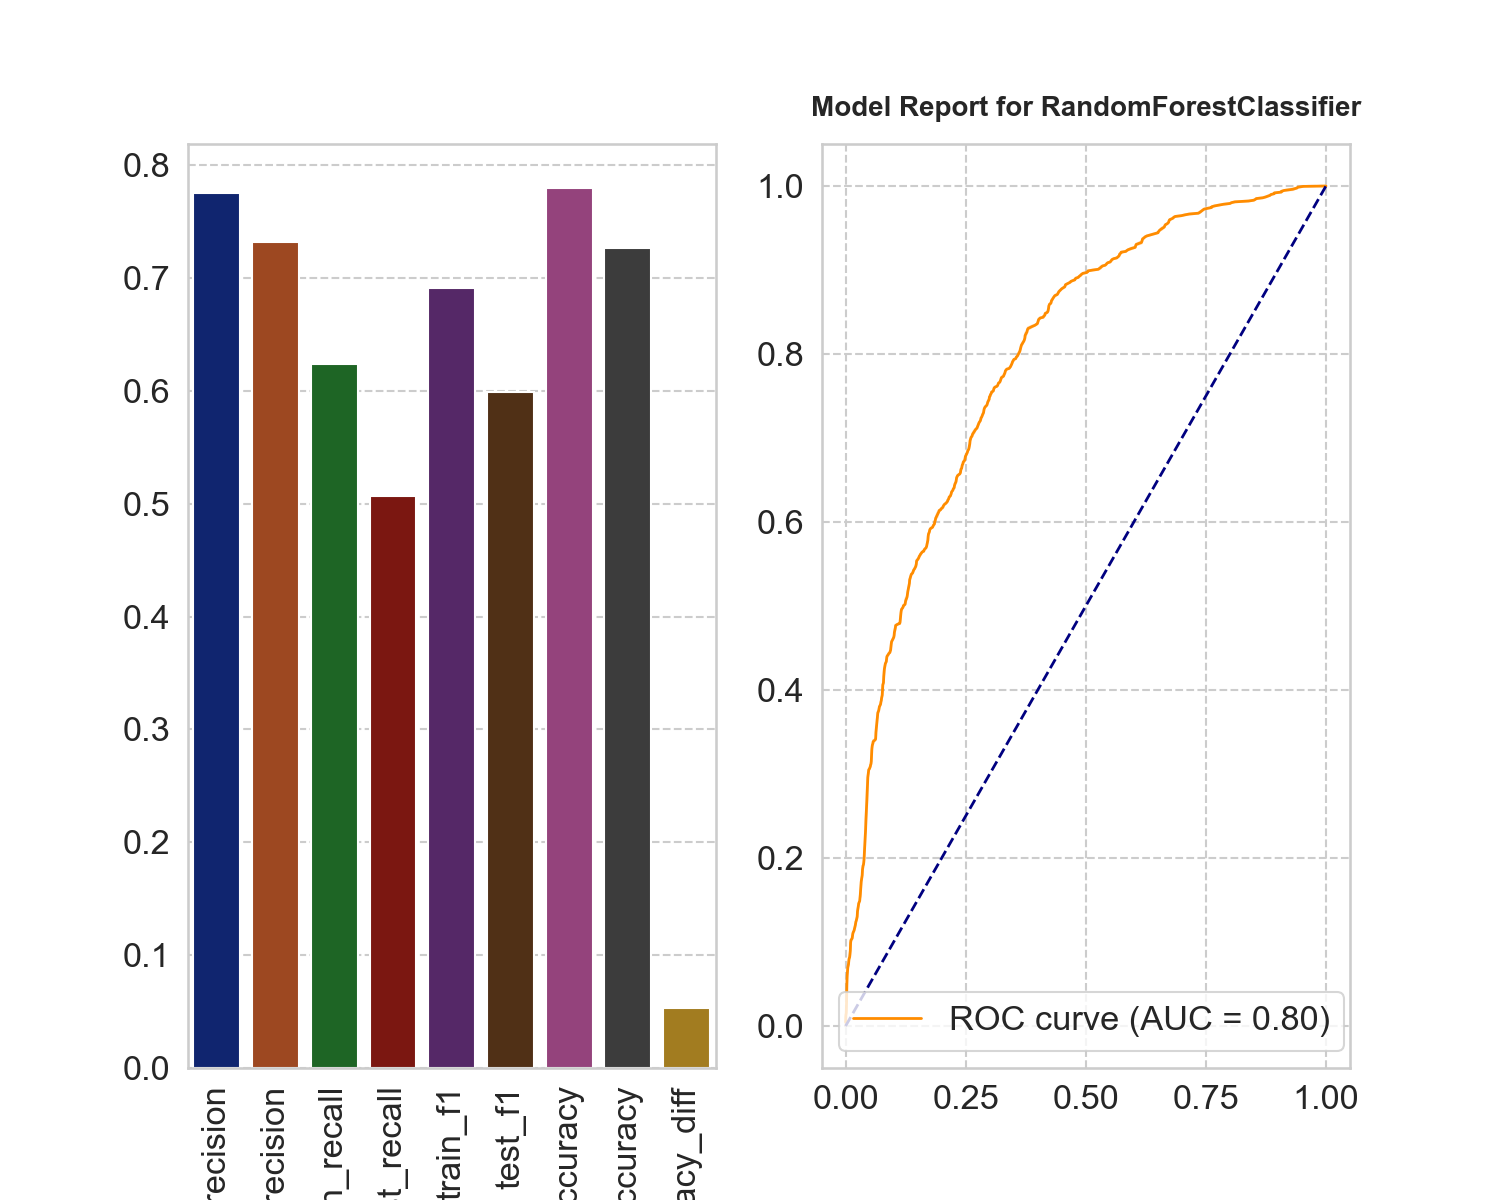 Model Report for RandomForestClassifier
0.8
0.7
0.6
0.5
0.4
0.3
0.2
0.1
0.0
recision
recision
n_recall
t_recall
train_f1
test_f1
ccuracy
ccuracy
acy_diff
1.0
0.8
0.6
0.4
0.2
0.0
ROC curve (AUC = 0.80)
0.00 0.25 0.50 0.75 1.00